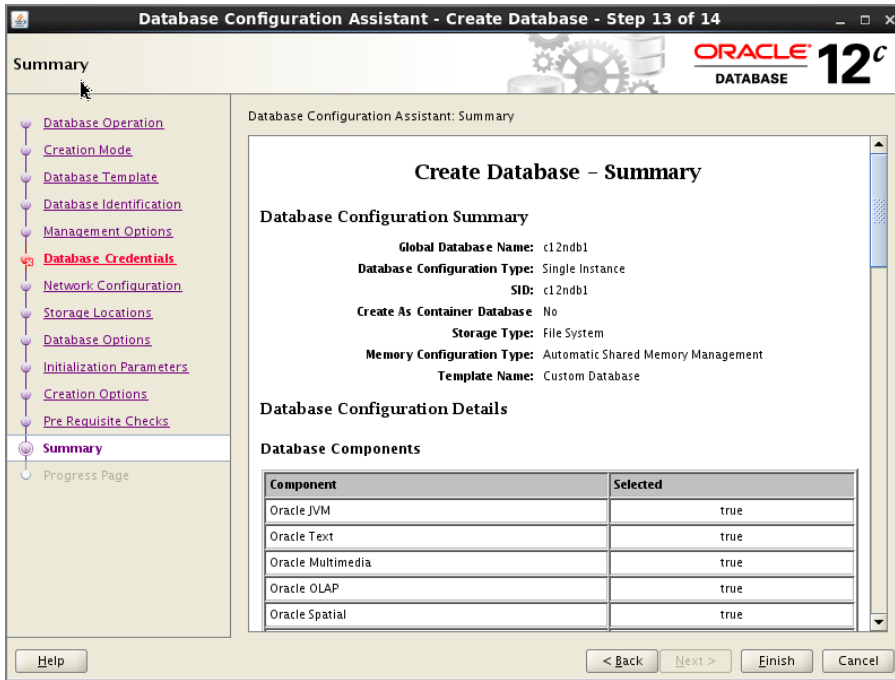 Database Configuration Assistant - Create Database - Step 13 of 14
Summary
ORACLE
DATABASE
12c
Database Operation
Creation Mode
Database Template
Database Identification
Management Options
Database Credentials
Network Configuration
Storage Locations
Database Options
Initialization Parameters
Creation Options
Pre Requisite Checks
Summary
Progress Page
Database Configuration Assistant: Summary
Create Database – Summary
Database Configuration Summary
Global Database Name: c12ndb1
Database Configuration Type: Single Instance
SID: c12ndb1
Create As Container Database No
Storage Type: File System
Memory Configuration Type: Automatic Shared Memory Management
Template Name: Custom Database
Database Configuration Details
Database Components
Component Selected
Oracle JVM true
Oracle Text true
Oracle Multimedia true
Oracle OLAP true
Oracle Spatial true
Help < Back Next > Finish Cancel